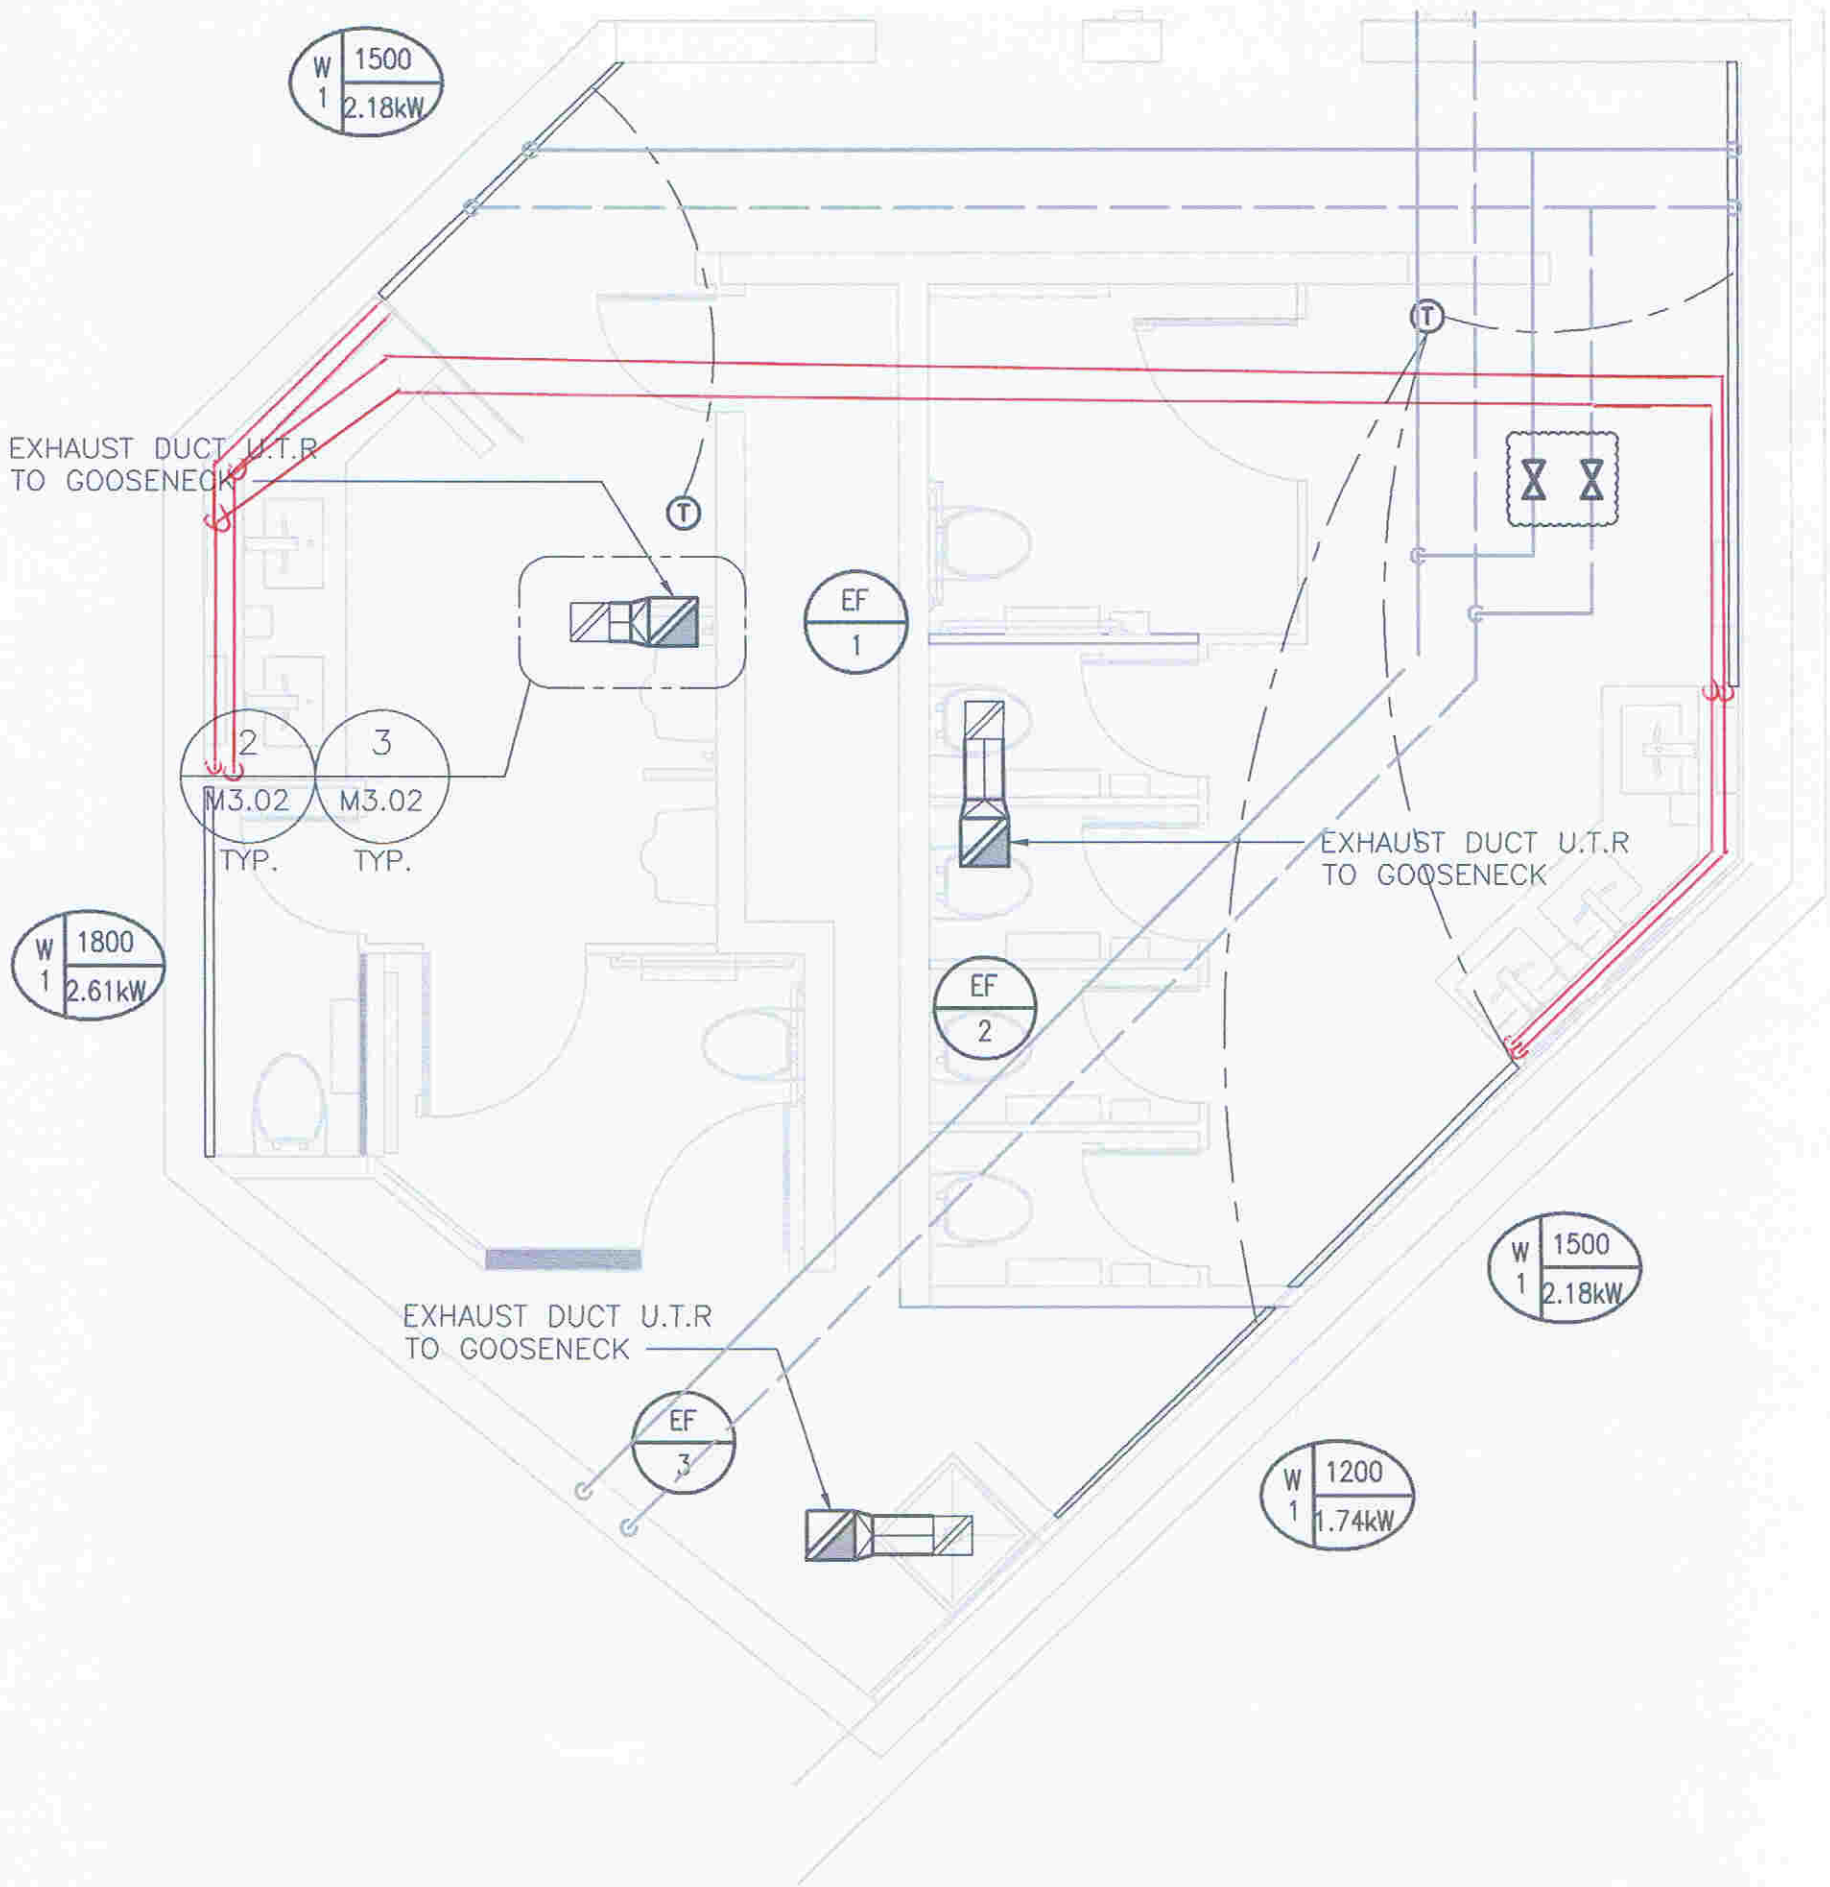 W 1500
1 2.18kW
T
EXHAUST DUCT U.T.R
TO GOOSENECK
T
EF
1
2 3
M3.02 M3.02
TYP. TYP.
EXHAUST DUCT U.T.R
TO GOOSENECK
W 1800
1 2.61kW
EF
2
W 1500
1 2.18kW
EXHAUST DUCT U.T.R
TO GOOSENECK
EF
3
W 1200
1 1.74kW